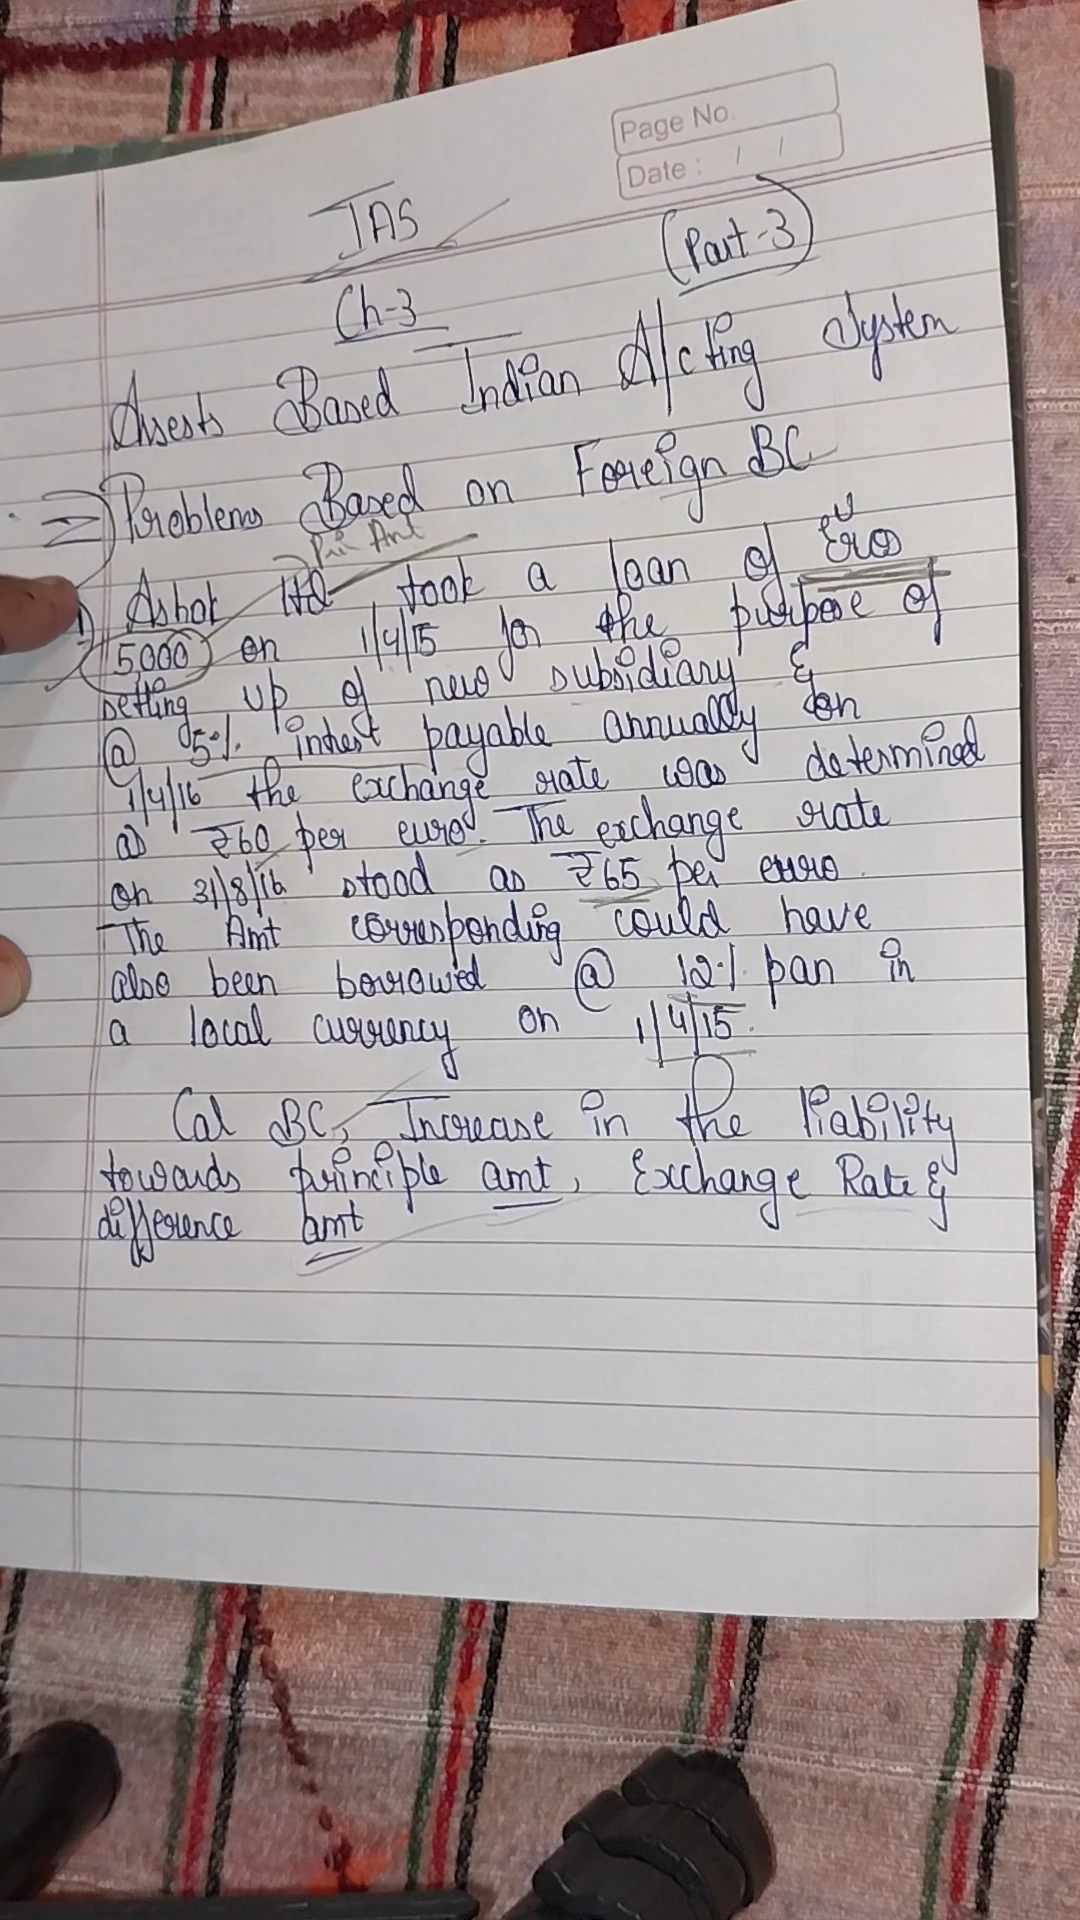 Page No.
Date : / /
IAS
(Part-3)
Ch-3
Assests Based Indian A/cting System
⇒ Problems Based on Foreign BC
Pri Amt
1) Ashok ltd took a loan of Eros
5,000 on 1/4/15 for the purpose of
setting up of new subsidiary &
@ 5% intrest payable annually on
1/4/16 the exchange rate was determined
as ₹60 per euro. The exchange rate
on 31/8/16 stood as ₹65 per euro
The Amt corresponding could have
also been borrowed @ 12% pan in
a local currency on 1/4/15.
Cal BC, Increase in the liability
towards principle amt, Exchange Rate &
difference amt